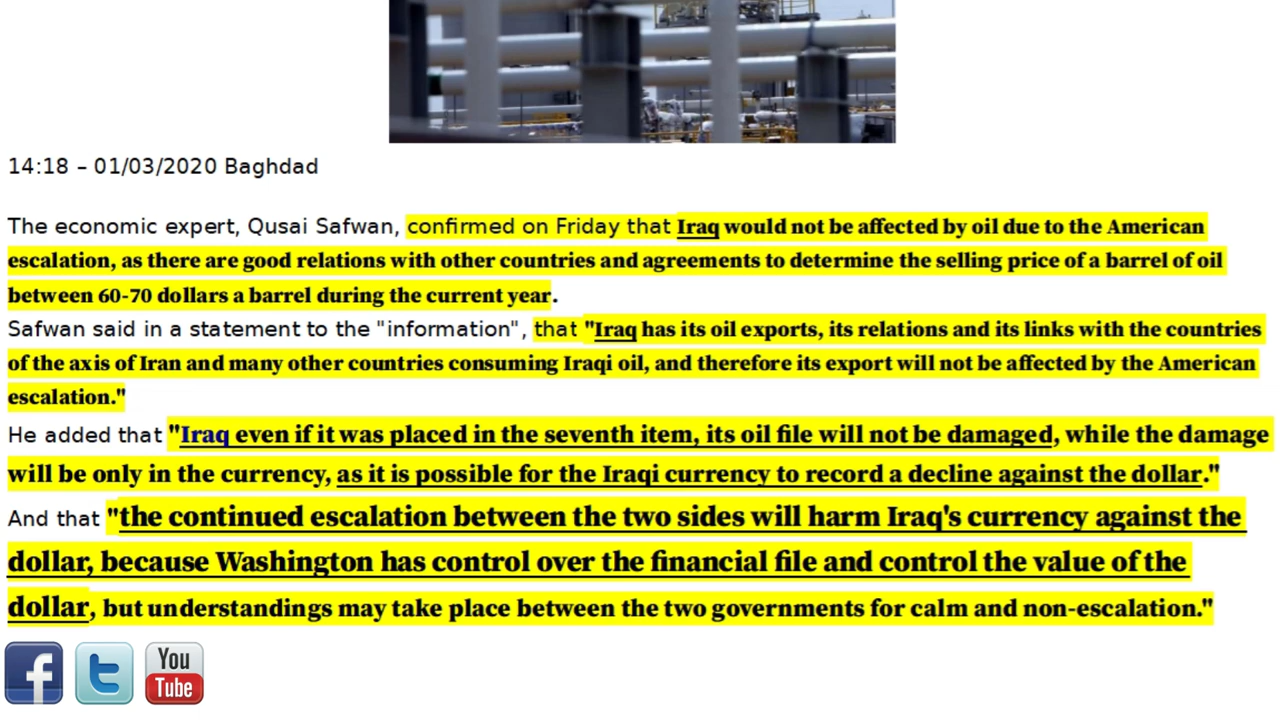 14:18 – 01/03/2020 Baghdad
The economic expert, Qusai Safwan, confirmed on Friday that Iraq would not be affected by oil due to the American
escalation, as there are good relations with other countries and agreements to determine the selling price of a barrel of oil
between 60-70 dollars a barrel during the current year.
Safwan said in a statement to the "information", that "Iraq has its oil exports, its relations and its links with the countries
of the axis of Iran and many other countries consuming Iraqi oil, and therefore its export will not be affected by the American
escalation."
He added that "Iraq even if it was placed in the seventh item, its oil file will not be damaged, while the damage
will be only in the currency, as it is possible for the Iraqi currency to record a decline against the dollar."
And that "the continued escalation between the two sides will harm Iraq's currency against the
dollar, because Washington has control over the financial file and control the value of the
dollar, but understandings may take place between the two governments for calm and non-escalation."
f t You
Tube